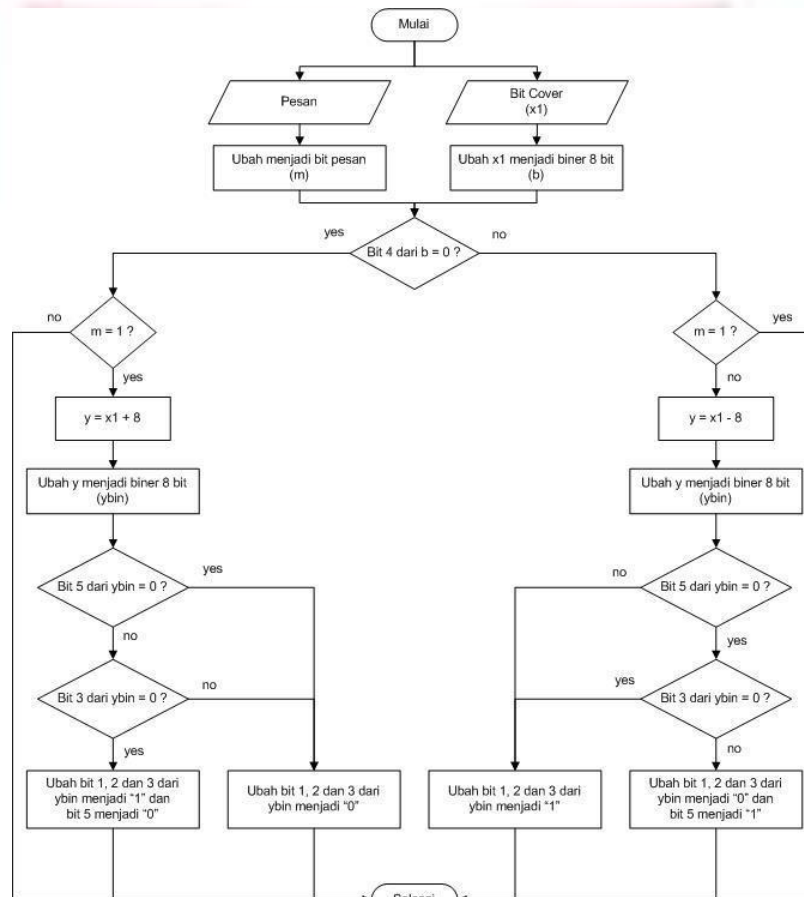 Mulai
Pesan
Bit Cover
(x1)
Ubah menjadi bit pesan
(m)
Ubah x1 menjadi biner 8 bit
(b)
yes
no
Bit 4 dari b = 0 ?
no
m = 1 ?
yes
m = 1 ?
yes
no
y = x1 + 8
y = x1 - 8
Ubah y menjadi biner 8 bit
(ybin)
Ubah y menjadi biner 8 bit
(ybin)
Bit 5 dari ybin = 0 ?
yes
no
Bit 5 dari ybin = 0 ?
no
yes
Bit 3 dari ybin = 0 ?
no
yes
Bit 3 dari ybin = 0 ?
yes
no
Ubah bit 1, 2 dan 3 dari
ybin menjadi "1" dan
bit 5 menjadi "0"
Ubah bit 1, 2 dan 3 dari
ybin menjadi "0"
Ubah bit 1, 2 dan 3 dari
ybin menjadi "1"
Ubah bit 1, 2 dan 3 dari
ybin menjadi "0" dan
bit 5 menjadi "1"